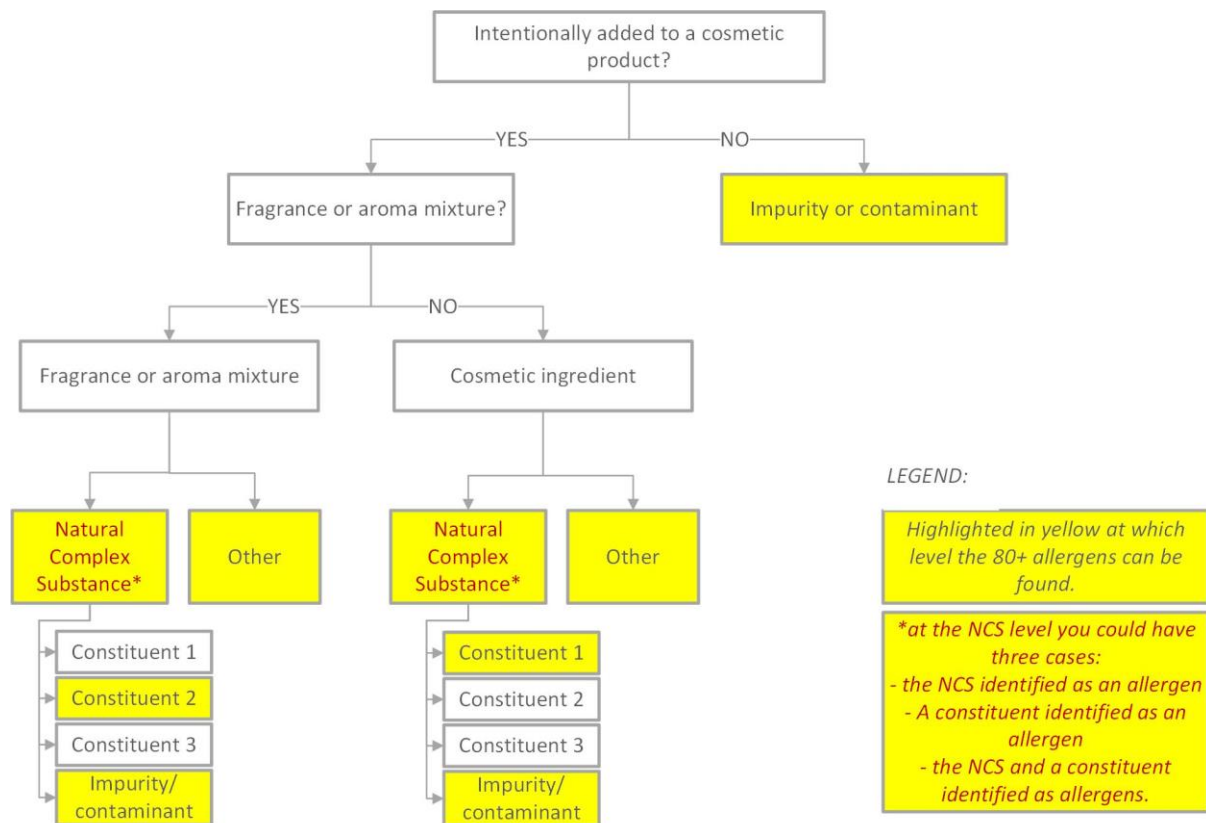 Intentionally added to a cosmetic
product?
YES
NO
Fragrance or aroma mixture?
Impurity or contaminant
YES
NO
Fragrance or aroma mixture
Cosmetic ingredient
Natural
Complex
Substance*
Other
Constituent 1
Constituent 2
Constituent 3
Impurity/
contaminant
Natural
Complex
Substance*
Other
Constituent 1
Constituent 2
Constituent 3
Impurity/
contaminant
LEGEND:
Highlighted in yellow at which
level the 80+ allergens can be
found.
*at the NCS level you could have
three cases:
- the NCS identified as an allergen
- A constituent identified as an
allergen
- the NCS and a constituent
identified as allergens.